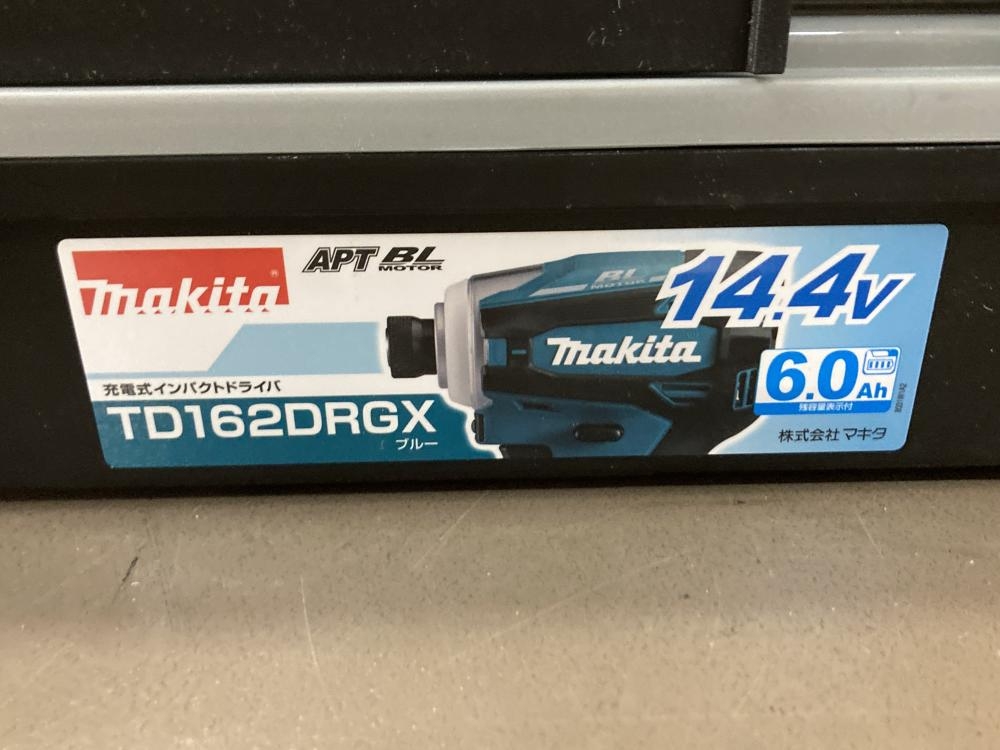 makita®
APT BL MOTOR
充電式インパクトドライバ
TD162DRGX
ブルー
BL MOTOR
makita
14.4V
6.0Ah
残容量表示付
株式会社 マキタ